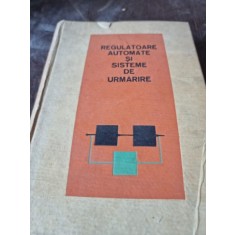 REGULATOARE
AUTOMATE
ȘI
SISTEME
DE
URMARIRE